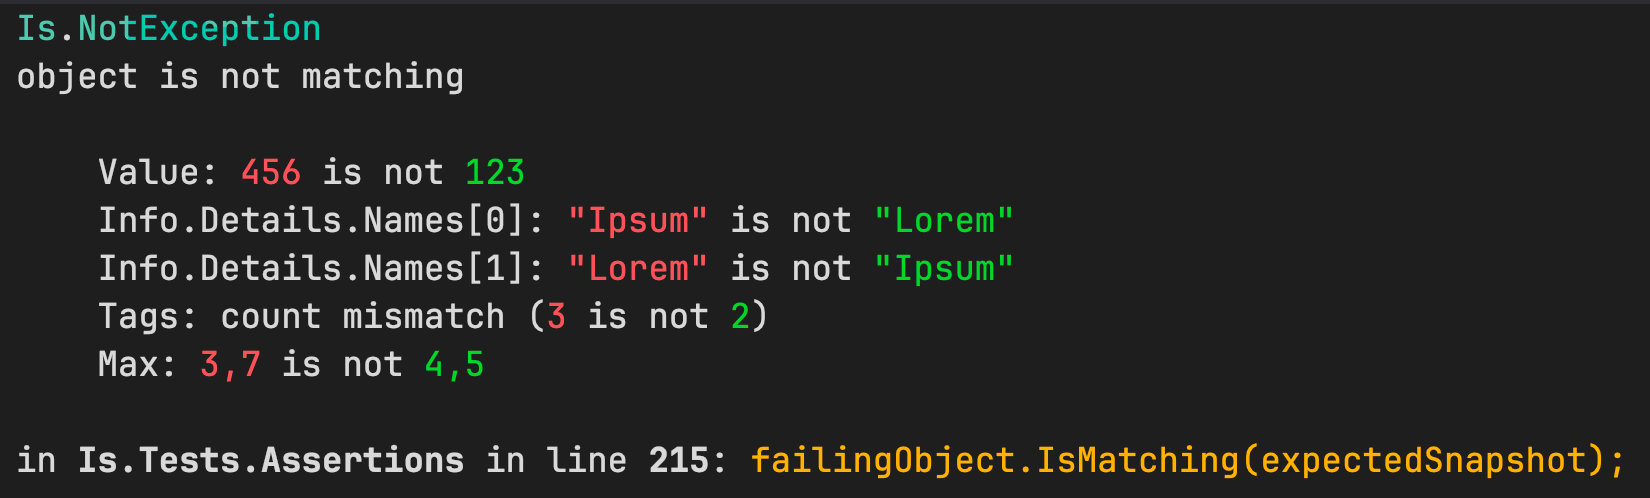 Is.NotException
object is not matching
Value: 456 is not 123
Info.Details.Names[0]: "Ipsum" is not "Lorem"
Info.Details.Names[1]: "Lorem" is not "Ipsum"
Tags: count mismatch (3 is not 2)
Max: 3,7 is not 4,5
in Is.Tests.Assertions in line 215: failingObject.IsMatching(expectedSnapshot);